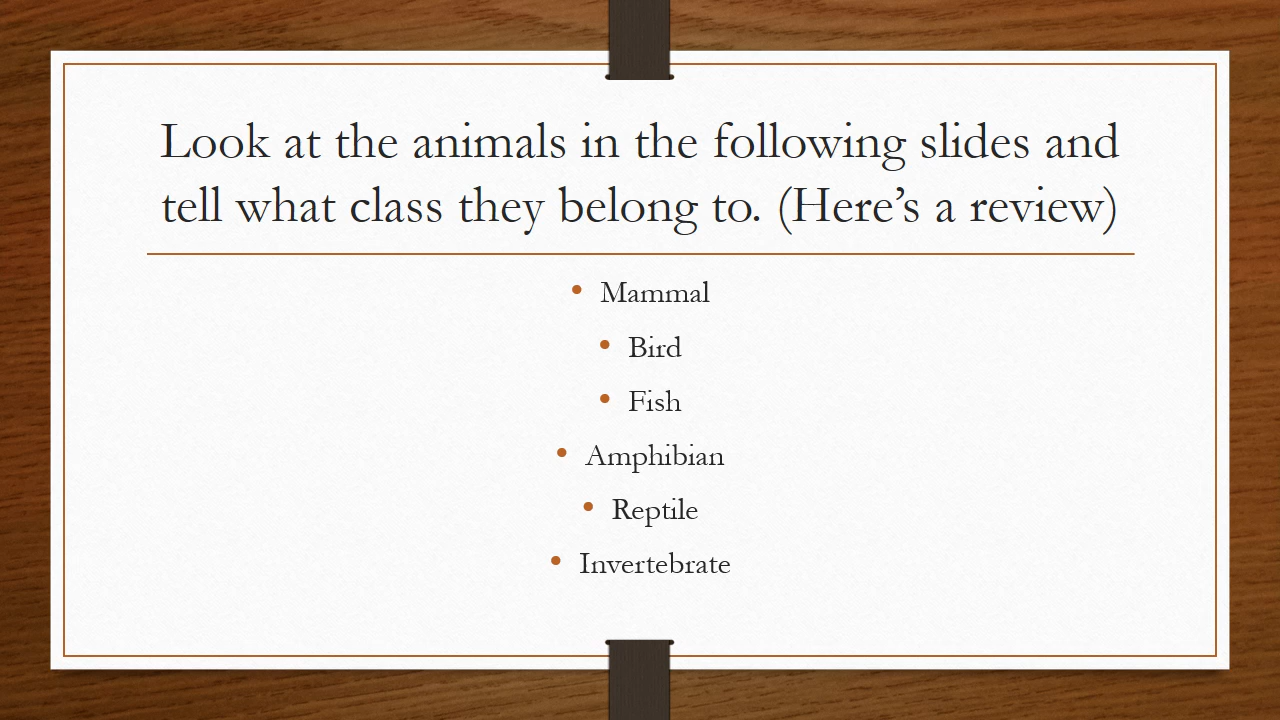 Look at the animals in the following slides and
tell what class they belong to. (Here’s a review)
• Mammal
• Bird
• Fish
• Amphibian
• Reptile
• Invertebrate